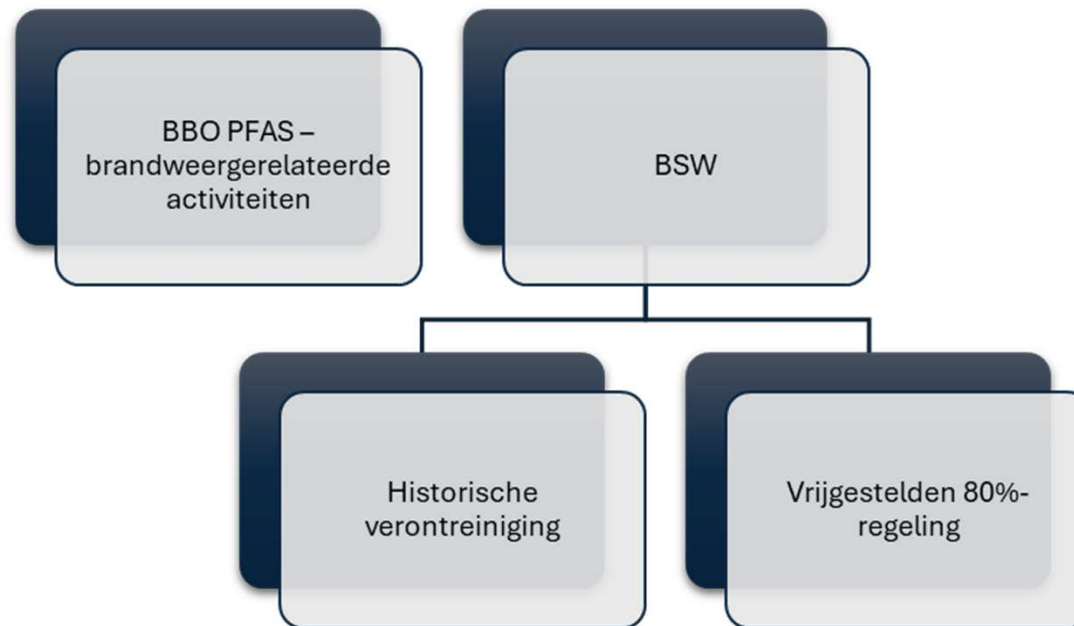 BBO PFAS –
brandweergerelateerde
activiteiten
BSW
Historische
verontreiniging
Vrijgestelden 80%-
regeling